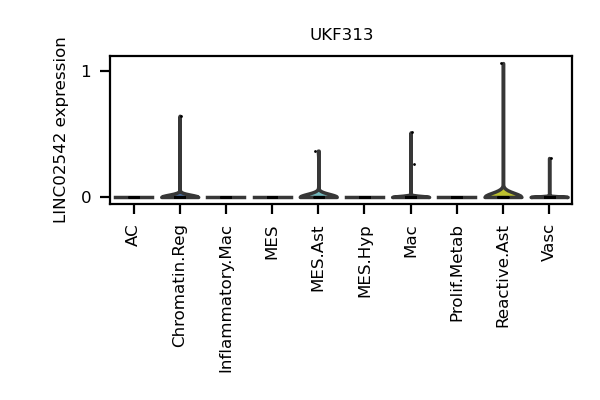 UKF313
LINC02542 expression
1
0
AC
Chromatin.Reg
Inflammatory.Mac
MES
MES.Ast
MES.Hyp
Mac
Prolif.Metab
Reactive.Ast
Vasc